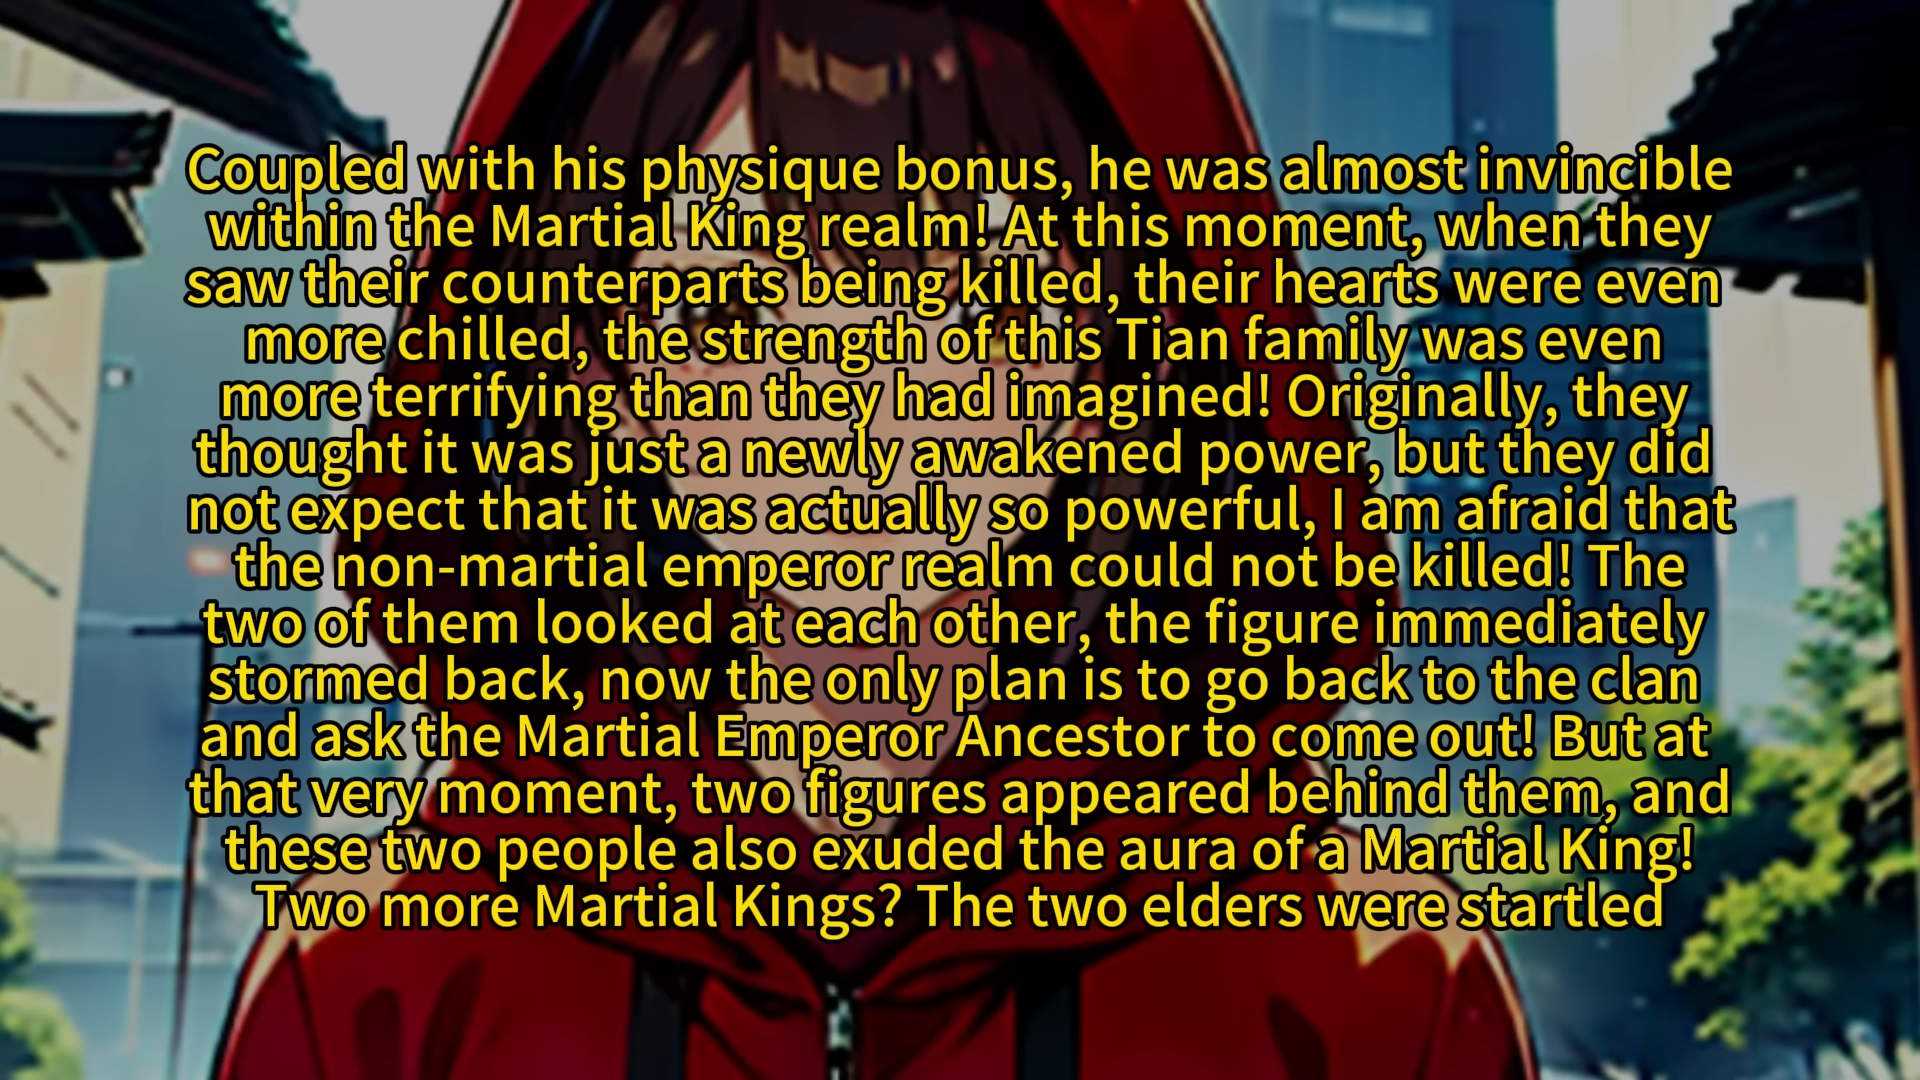 Coupled with his physique bonus, he was almost invincible
within the Martial King realm! At this moment, when they
saw their counterparts being killed, their hearts were even
more chilled, the strength of this Tian family was even
more terrifying than they had imagined! Originally, they
thought it was just a newly awakened power, but they did
not expect that it was actually so powerful, I am afraid that
the non-martial emperor realm could not be killed! The
two of them looked at each other, the figure immediately
stormed back, now the only plan is to go back to the clan
and ask the Martial Emperor Ancestor to come out! But at
that very moment, two figures appeared behind them, and
these two people also exuded the aura of a Martial King!
Two more Martial Kings? The two elders were startled